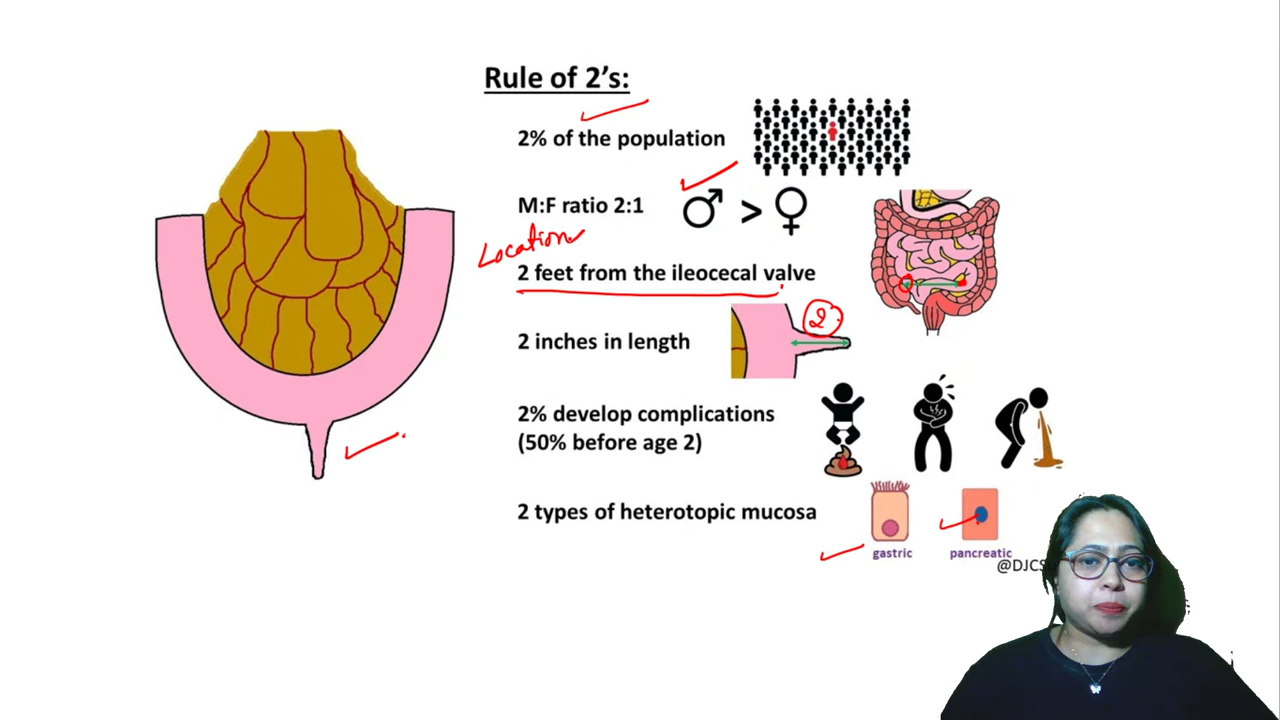 Rule of 2's:
2% of the population
M:F ratio 2:1
Location
2 feet from the ileocecal valve
2
2 inches in length
2% develop complications
(50% before age 2)
2 types of heterotopic mucosa
gastric
pancreatic
@DJCS